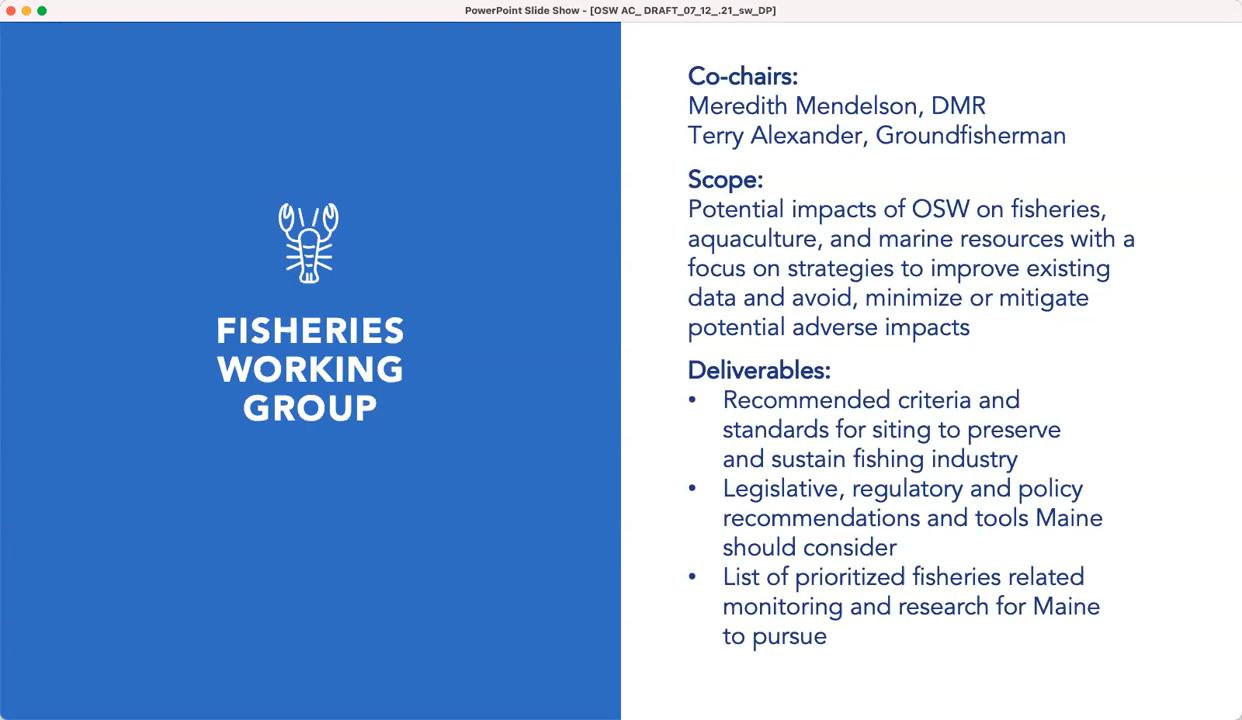 PowerPoint Slide Show - [OSW AC_ DRAFT_07_12_.21_sw_DP]
FISHERIES
WORKING
GROUP
Co-chairs:
Meredith Mendelson, DMR
Terry Alexander, Groundfisherman
Scope:
Potential impacts of OSW on fisheries,
aquaculture, and marine resources with a
focus on strategies to improve existing
data and avoid, minimize or mitigate
potential adverse impacts
Deliverables:
• Recommended criteria and
standards for siting to preserve
and sustain fishing industry
• Legislative, regulatory and policy
recommendations and tools Maine
should consider
• List of prioritized fisheries related
monitoring and research for Maine
to pursue